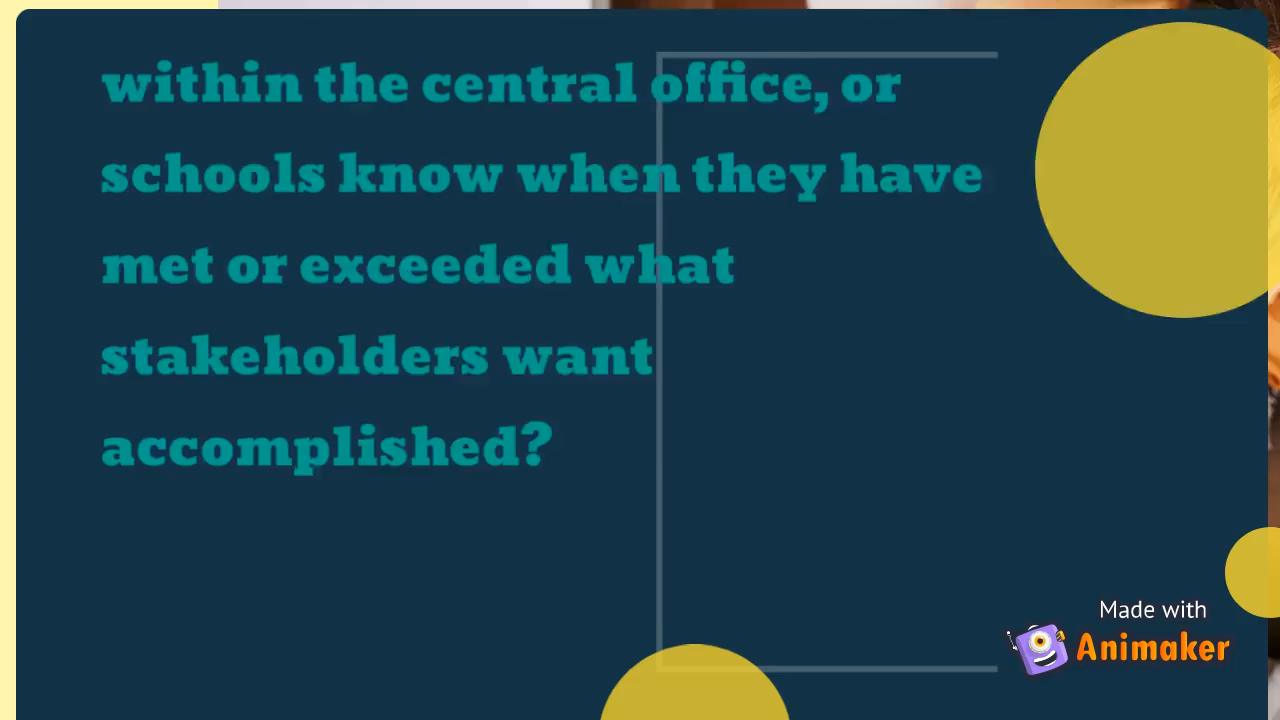 within the central office, or
schools know when they have
met or exceeded what
stakeholders want
accomplished?
Made with
Animaker